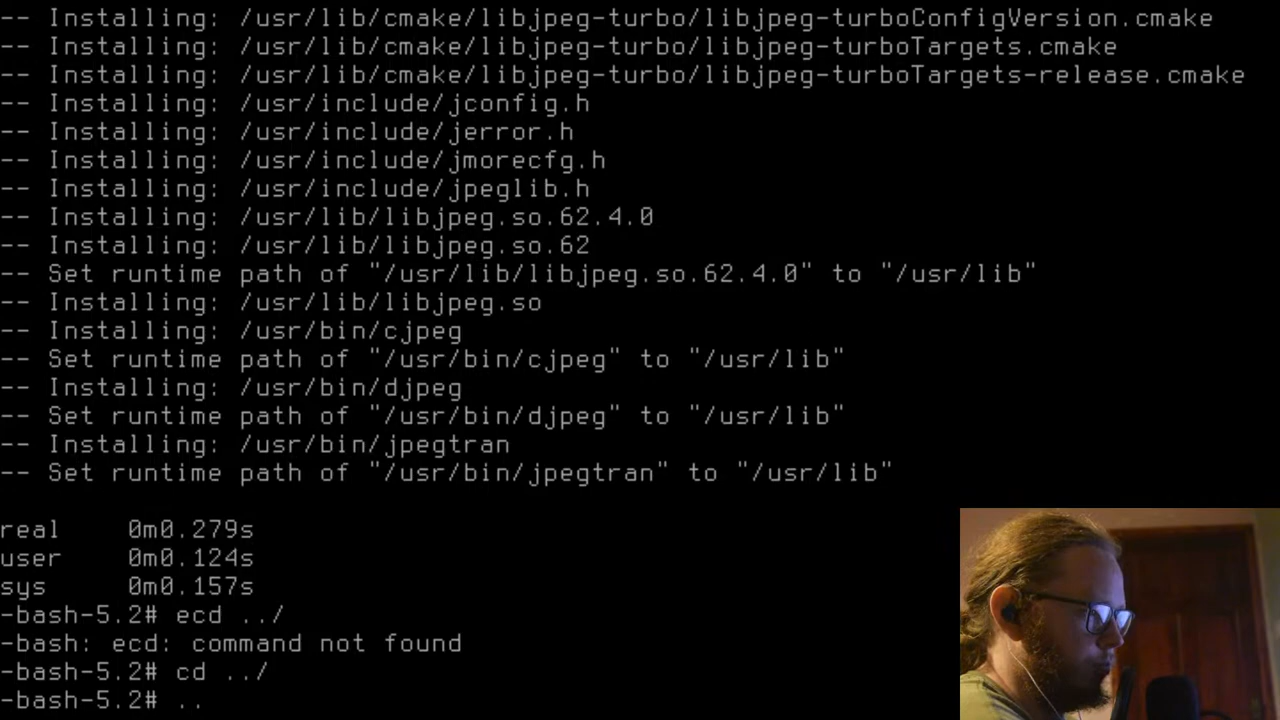 -- Installing: /usr/lib/cmake/libjpeg-turbo/libjpeg-turboConfigVersion.cmake
-- Installing: /usr/lib/cmake/libjpeg-turbo/libjpeg-turboTargets.cmake
-- Installing: /usr/lib/cmake/libjpeg-turbo/libjpeg-turboTargets-release.cmake
-- Installing: /usr/include/jconfig.h
-- Installing: /usr/include/jerror.h
-- Installing: /usr/include/jmorecfg.h
-- Installing: /usr/include/jpeglib.h
-- Installing: /usr/lib/libjpeg.so.62.4.0
-- Installing: /usr/lib/libjpeg.so.62
-- Set runtime path of "/usr/lib/libjpeg.so.62.4.0" to "/usr/lib"
-- Installing: /usr/lib/libjpeg.so
-- Installing: /usr/bin/cjpeg
-- Set runtime path of "/usr/bin/cjpeg" to "/usr/lib"
-- Installing: /usr/bin/djpeg
-- Set runtime path of "/usr/bin/djpeg" to "/usr/lib"
-- Installing: /usr/bin/jpegtran
-- Set runtime path of "/usr/bin/jpegtran" to "/usr/lib"
real 0m0.279s
user 0m0.124s
sys 0m0.157s
-bash-5.2# ecd ../
-bash: ecd: command not found
-bash-5.2# cd ../
-bash-5.2# ..